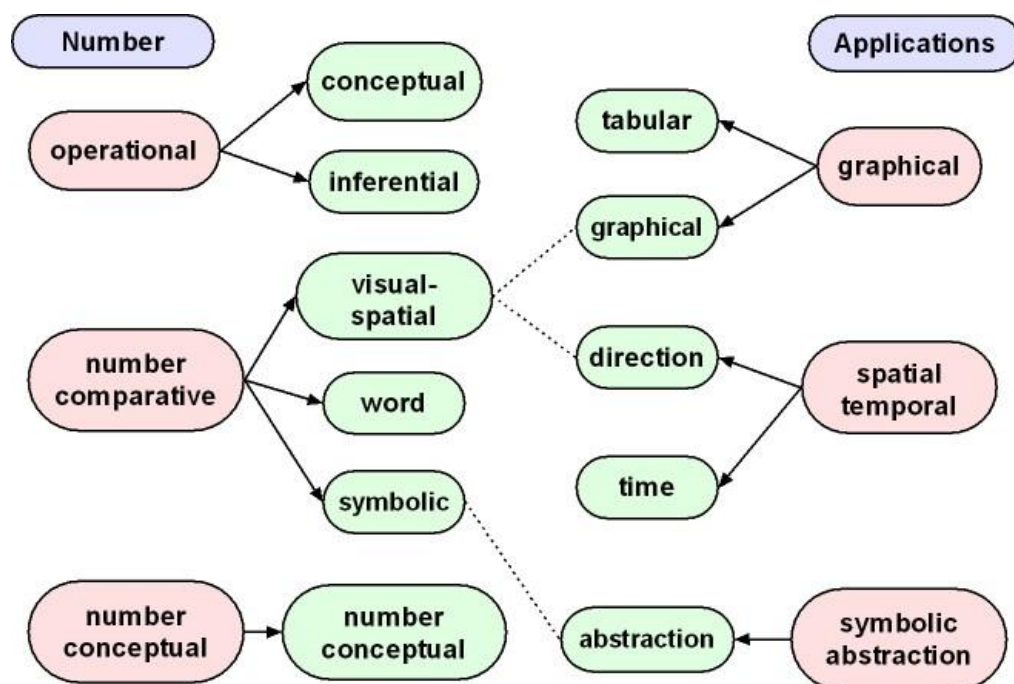 Number
operational
conceptual
inferential
number
comparative
visual-
spatial
word
symbolic
number
conceptual
number
conceptual
Applications
tabular
graphical
graphical
direction
time
spatial
temporal
abstraction
symbolic
abstraction